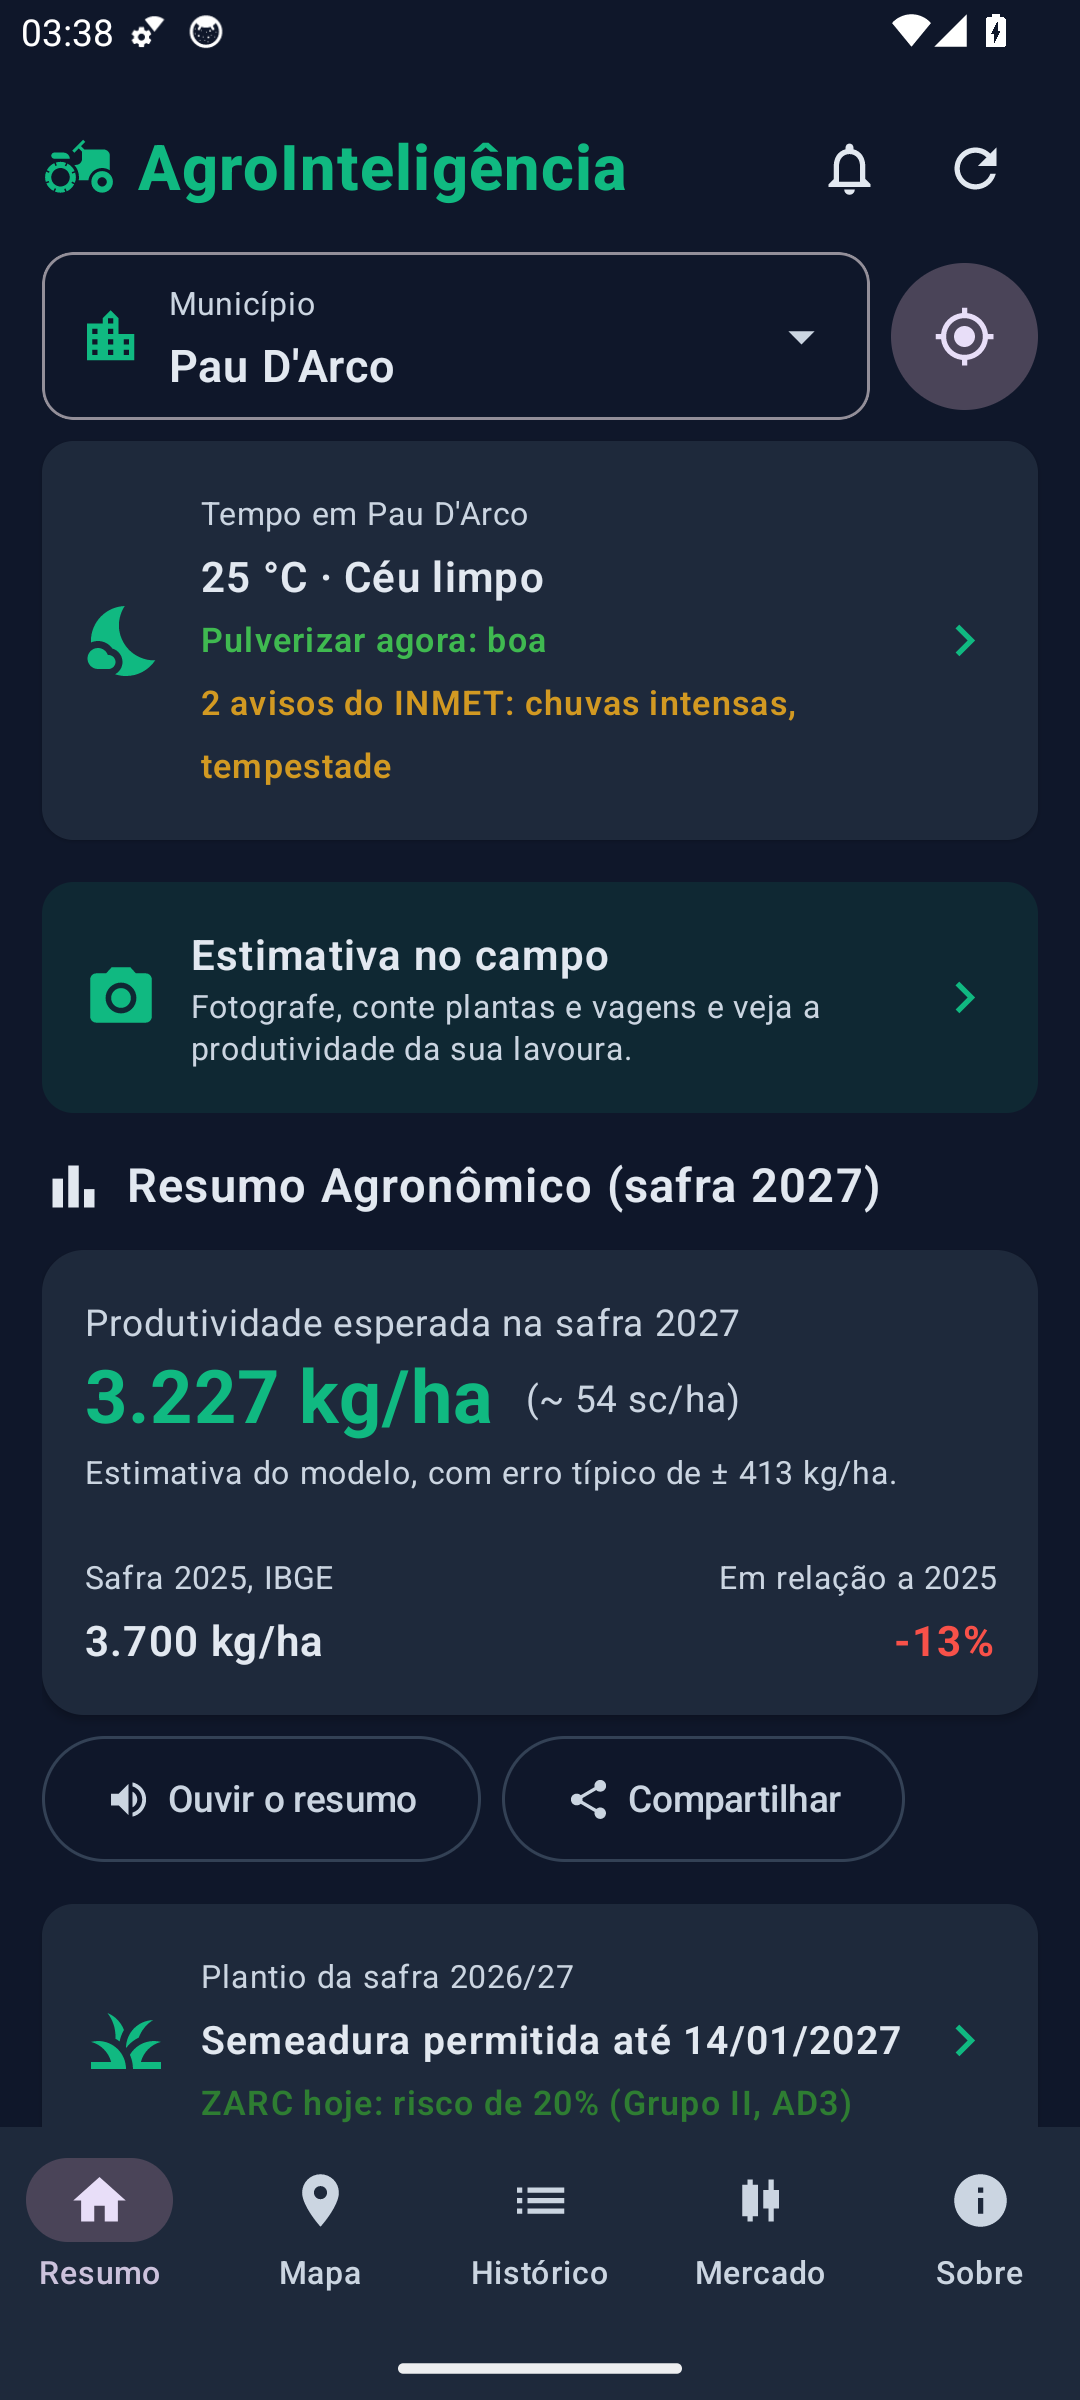 03:38
AgroInteligência
Município
Pau D'Arco
Tempo em Pau D'Arco
25 °C · Céu limpo
Pulverizar agora: boa
2 avisos do INMET: chuvas intensas,
tempestade
Estimativa no campo
Fotografe, conte plantas e vagens e veja a
produtividade da sua lavoura.
Resumo Agronômico (safra 2027)
Produtividade esperada na safra 2027
3.227 kg/ha (~ 54 sc/ha)
Estimativa do modelo, com erro típico de ± 413 kg/ha.
Safra 2025, IBGE
Em relação a 2025
3.700 kg/ha
-13%
Ouvir o resumo
Compartilhar
Plantio da safra 2026/27
Semeadura permitida até 14/01/2027
ZARC hoje: risco de 20% (Grupo II, AD3)
Resumo
Mapa
Histórico
Mercado
Sobre